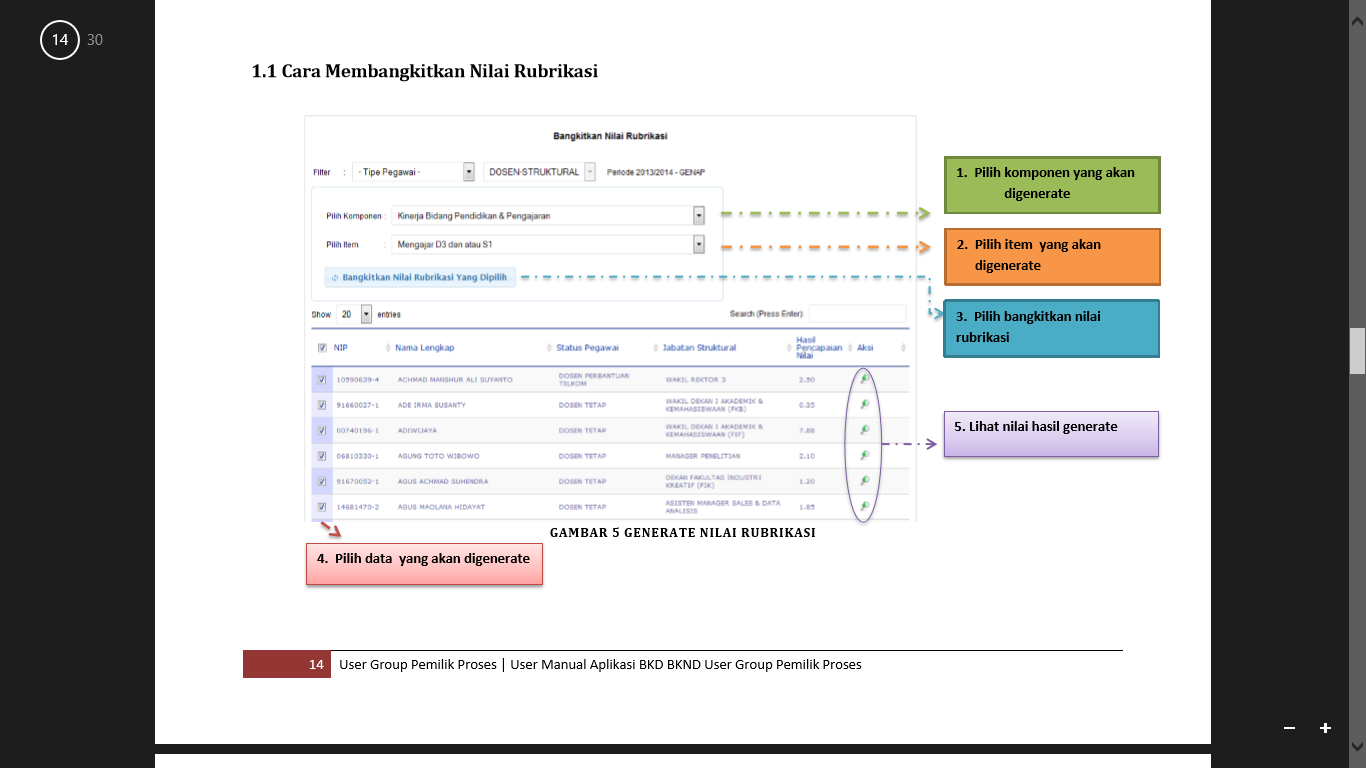 14 30
1.1 Cara Membangkitkan Nilai Rubrikasi
Bangkitkan Nilai Rubrikasi
Filter : - Tipe Pegawai - DOSEN-STRUKTURAL Periode 2013/2014 - GENAP
Pilih Komponen : Kinerja Bidang Pendidikan & Pengajaran
Pilih Item : Mengajar D3 dan atau S1
Bangkitkan Nilai Rubrikasi Yang Dipilih
1. Pilih komponen yang akan
digenerate
2. Pilih item yang akan
digenerate
3. Pilih bangkitkan nilai
rubrikasi
Show 20 entries Search (Press Enter):
NIP Nama Lengkap Status Pegawai Jabatan Struktural Hasil Pencapaian Nilai Aksi
10590639-4 ACHMAD MANSHUR ALI SUYANTO DOSEN PERBANTUAN TELKOM WAKIL REKTOR 3 2.50
91660027-1 ADE IRMA SUSANTY DOSEN TETAP WAKIL DEKAN I AKADEMIK & KEMAHASISWAAN (FKB) 0.35
00740196-1 ADIWIJAYA DOSEN TETAP WAKIL DEKAN I AKADEMIK & KEMAHASISWAAN (FIF) 7.88
06810330-1 AGUNG TOTO WIBOWO DOSEN TETAP MANAGER PENELITIAN 2.10
91670052-1 AGUS ACHMAD SUHENDRA DOSEN TETAP DEKAN FAKULTAS INDUSTRI KREATIF (FIK) 1.20
14681470-2 AGUS MAOLANA HIDAYAT DOSEN TETAP ASISTEN MANAGER SALES & DATA ANALISIS 1.85
5. Lihat nilai hasil generate
GAMBAR 5 GENERATE NILAI RUBRIKASI
4. Pilih data yang akan digenerate
14 User Group Pemilik Proses | User Manual Aplikasi BKD BKND User Group Pemilik Proses